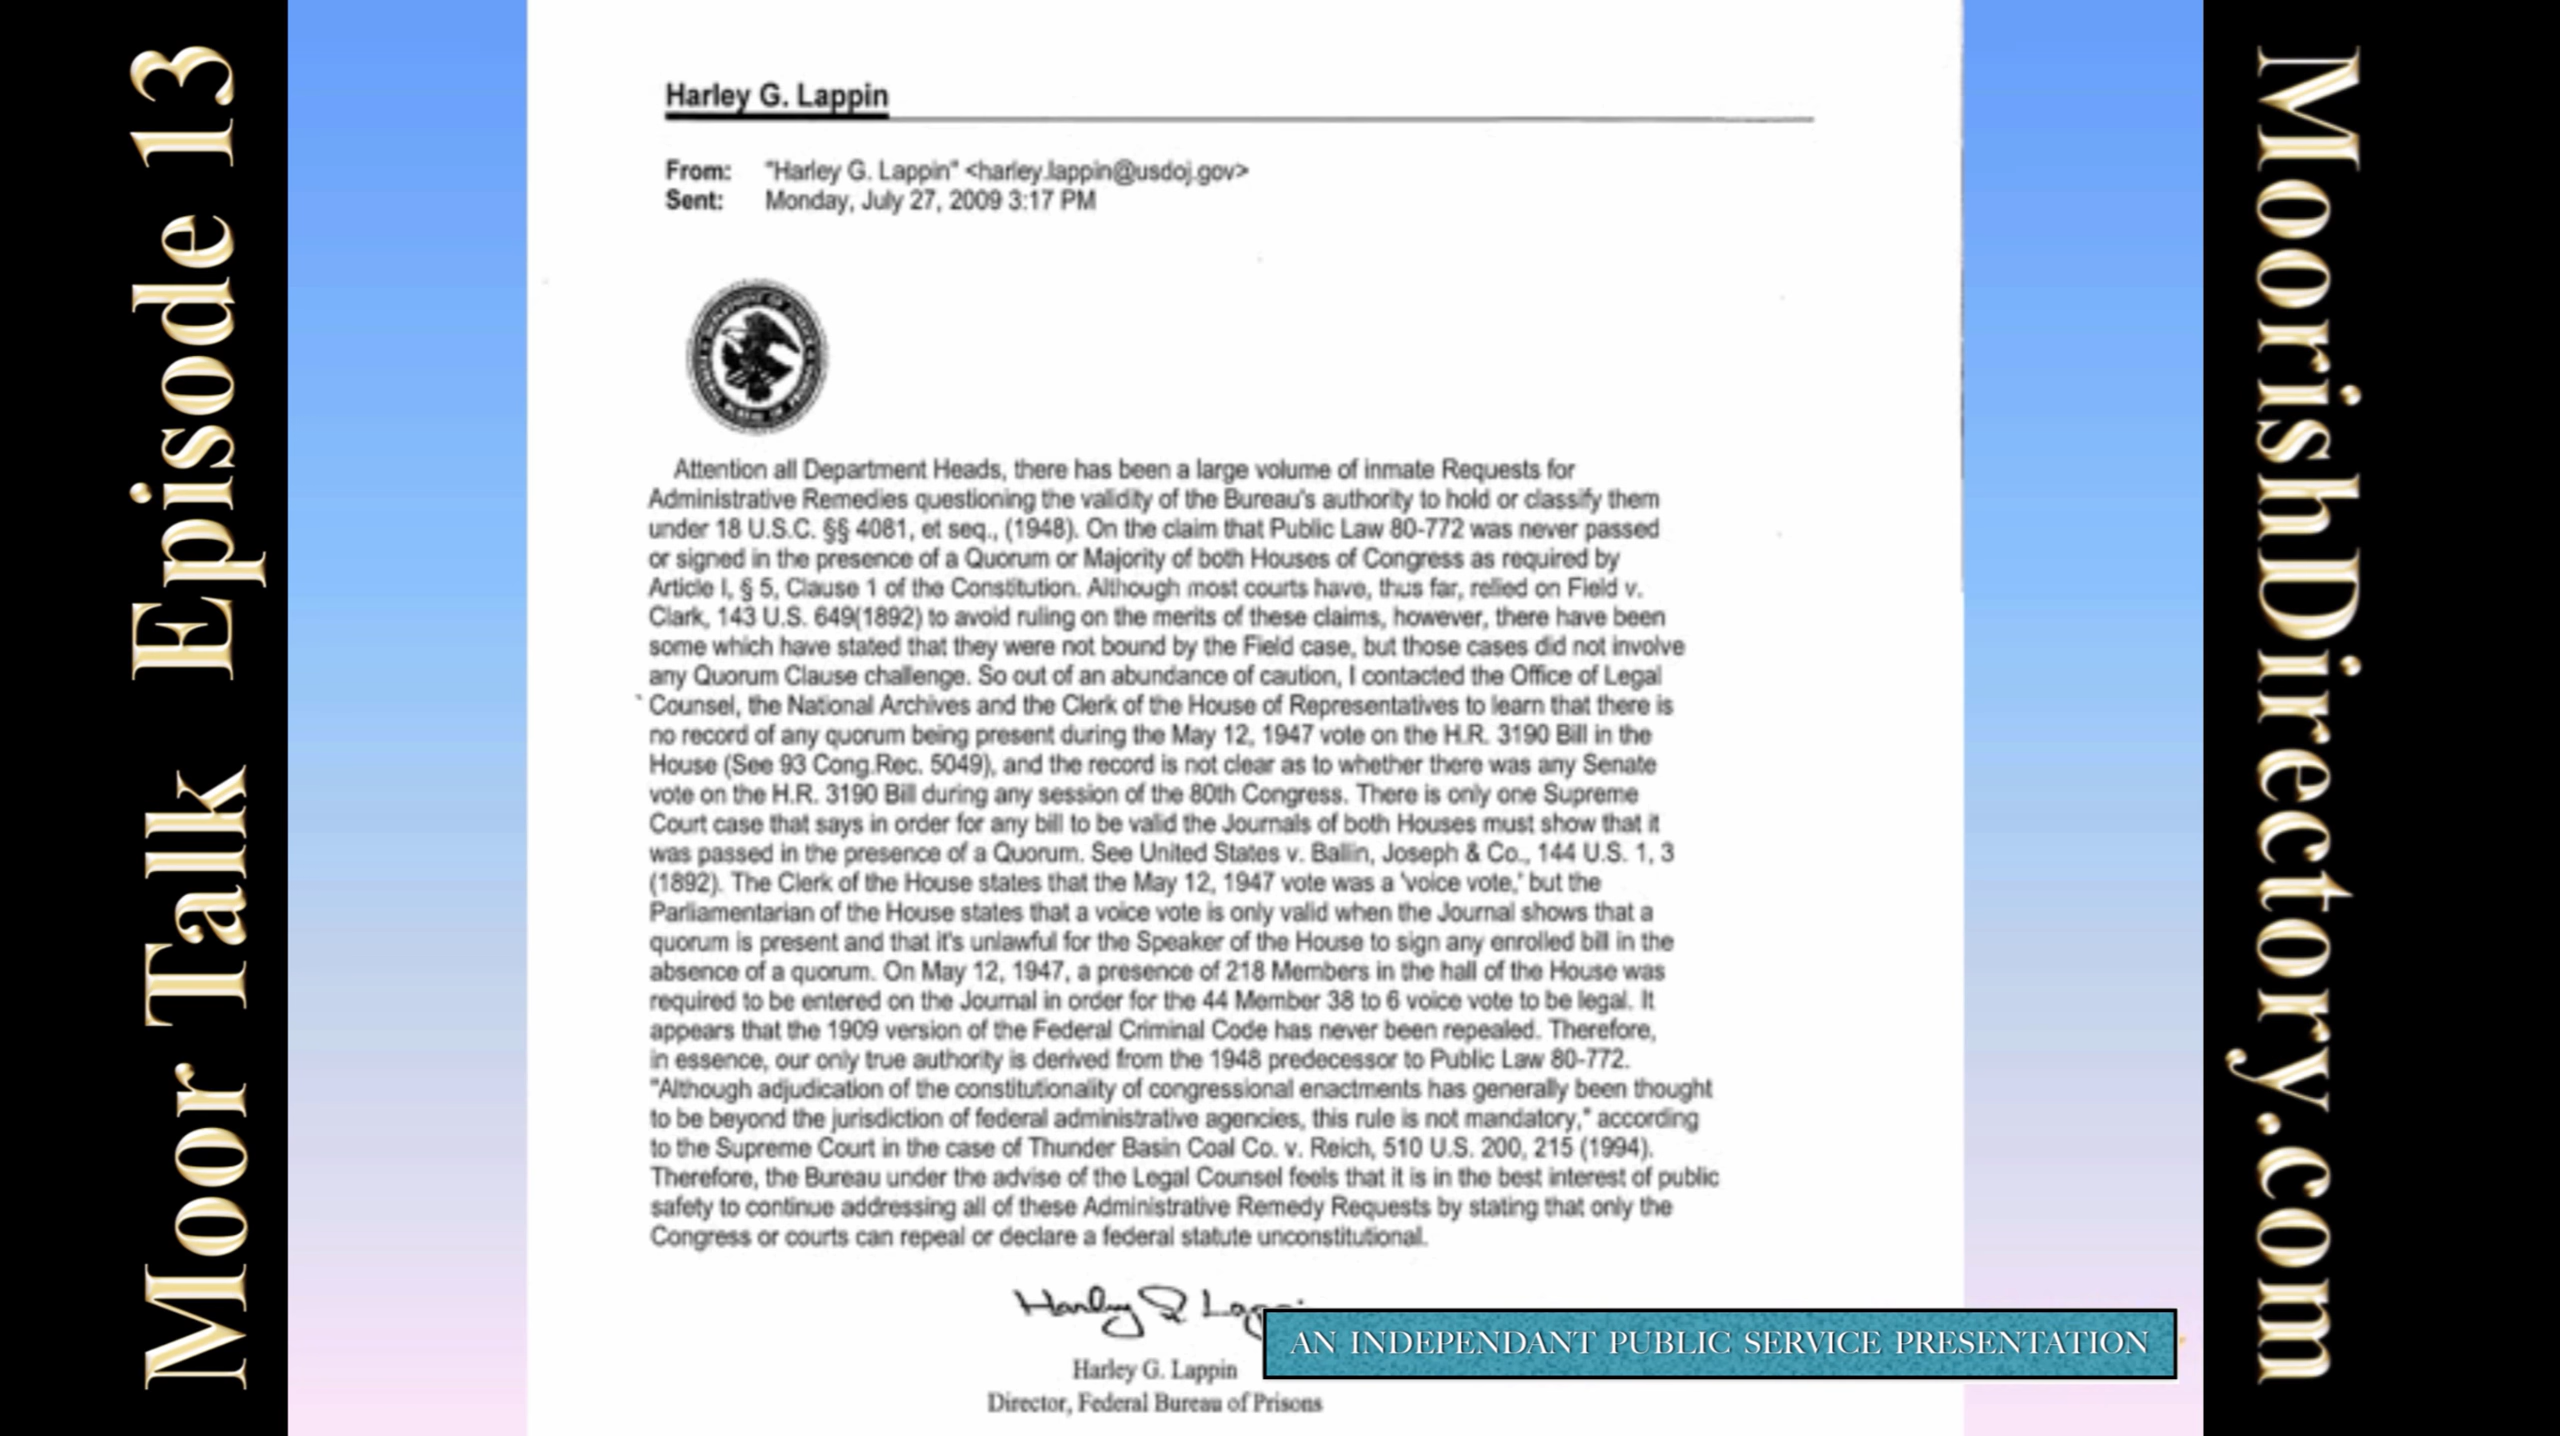 Moor Talk Episode 13
Harley G. Lappin
From: "Harley G. Lappin" <harley.lappin@usdoj.gov>
Sent: Monday, July 27, 2009 3:17 PM
Attention all Department Heads, there has been a large volume of inmate Requests for
Administrative Remedies questioning the validity of the Bureau's authority to hold or classify them
under 18 U.S.C. §§ 4081, et seq., (1948). On the claim that Public Law 80-772 was never passed
or signed in the presence of a Quorum or Majority of both Houses of Congress as required by
Article I, § 5, Clause 1 of the Constitution. Although most courts have, thus far, relied on Field v.
Clark, 143 U.S. 649(1892) to avoid ruling on the merits of these claims, however, there have been
some which have stated that they were not bound by the Field case, but those cases did not involve
any Quorum Clause challenge. So out of an abundance of caution, I contacted the Office of Legal
Counsel, the National Archives and the Clerk of the House of Representatives to learn that there is
no record of any quorum being present during the May 12, 1947 vote on the H.R. 3190 Bill in the
House (See 93 Cong.Rec. 5049), and the record is not clear as to whether there was any Senate
vote on the H.R. 3190 Bill during any session of the 80th Congress. There is only one Supreme
Court case that says in order for any bill to be valid the Journals of both Houses must show that it
was passed in the presence of a Quorum. See United States v. Ballin, Joseph & Co., 144 U.S. 1, 3
(1892). The Clerk of the House states that the May 12, 1947 vote was a 'voice vote,' but the
Parliamentarian of the House states that a voice vote is only valid when the Journal shows that a
quorum is present and that it's unlawful for the Speaker of the House to sign any enrolled bill in the
absence of a quorum. On May 12, 1947, a presence of 218 Members in the hall of the House was
required to be entered on the Journal in order for the 44 Member 38 to 6 voice vote to be legal. It
appears that the 1909 version of the Federal Criminal Code has never been repealed. Therefore,
in essence, our only true authority is derived from the 1948 predecessor to Public Law 80-772.
"Although adjudication of the constitutionality of congressional enactments has generally been thought
to be beyond the jurisdiction of federal administrative agencies, this rule is not mandatory," according
to the Supreme Court in the case of Thunder Basin Coal Co. v. Reich, 510 U.S. 200, 215 (1994).
Therefore, the Bureau under the advise of the Legal Counsel feels that it is in the best interest of public
safety to continue addressing all of these Administrative Remedy Requests by stating that only the
Congress or courts can repeal or declare a federal statute unconstitutional.
Harley G. Lappin
Director, Federal Bureau of Prisons
AN INDEPENDANT PUBLIC SERVICE PRESENTATION
MoorishDirectory.com